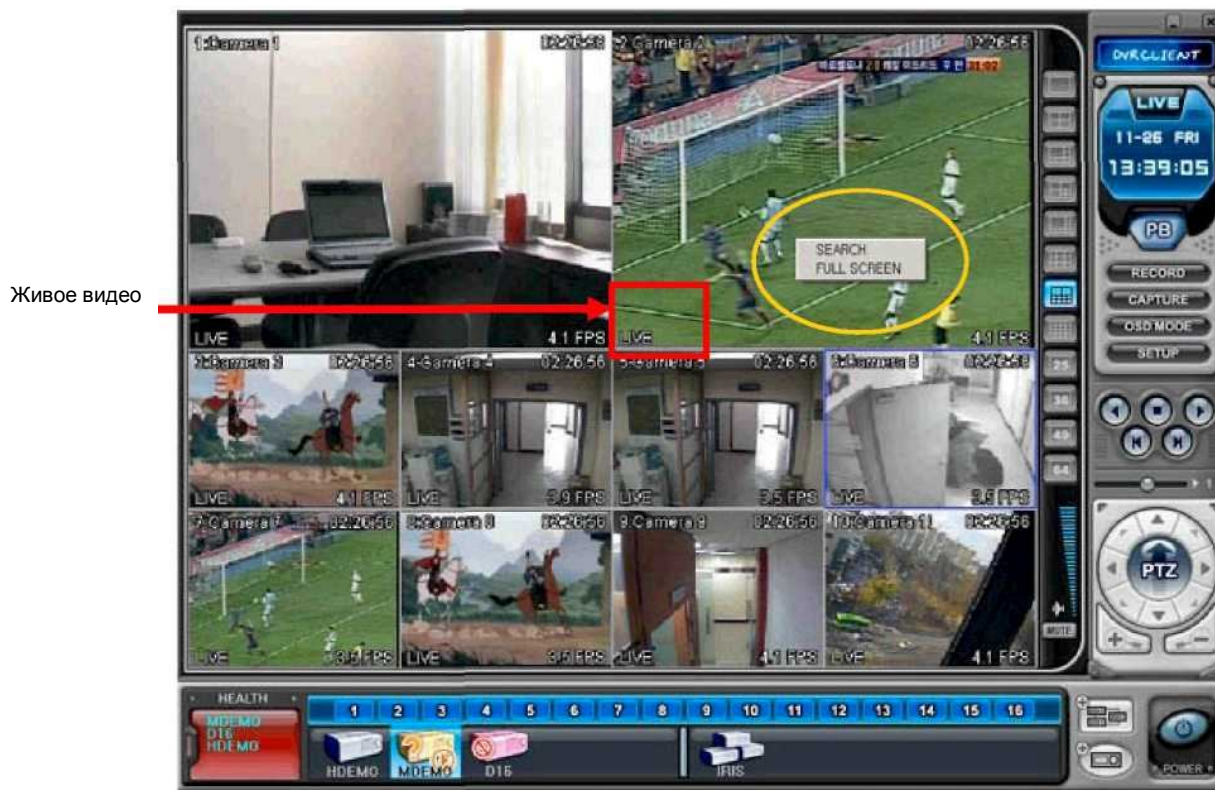 Живое видео
1:Camera 1 02:26:56
LIVE 4.1 FPS
2 Camera 2 02:26:56
31:02
SEARCH
FULL SCREEN
LIVE 4.1 FPS
3:Camera 3 02:26:56
LIVE 4.1 FPS
4-Camera 4 02:26:56
LIVE 3.9 FPS
5-Camera 5 02:26:56
LIVE 3.5 FPS
6:Camera 6 02:26:56
LIVE 3.5 FPS
7:Camera 7 02:26:56
LIVE 3.5 FPS
8:Camera 8 02:26:56
LIVE 3.5 FPS
9.Camera 9 02:26:56
LIVE 4.1 FPS
10:Camera 11 02:26:56
LIVE 4.1 FPS
25
36
49
64
MUTE
DVRCLIENT
LIVE
11-26 FRI
13:39:05
PB
RECORD
CAPTURE
OSD MODE
SETUP
1
PTZ
HEALTH
MDEMO
D16
HDEMO
1 2 3 4 5 6 7 8 9 10 11 12 13 14 15 16
HDEMO MDEMO D16 IRIS
POWER